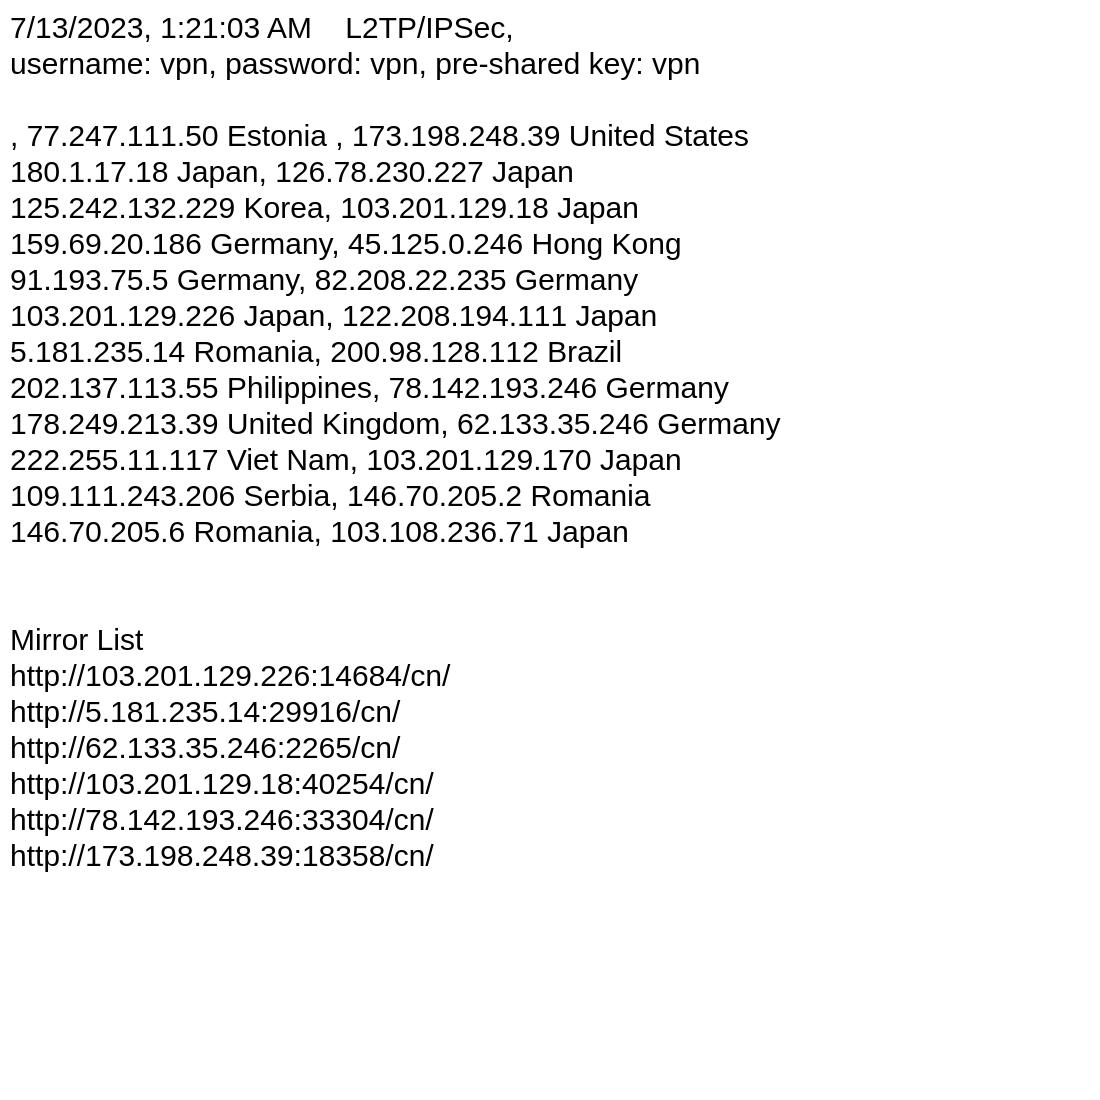 7/13/2023, 1:21:03 AM    L2TP/IPSec,
username: vpn, password: vpn, pre-shared key: vpn
, 77.247.111.50 Estonia , 173.198.248.39 United States
180.1.17.18 Japan, 126.78.230.227 Japan
125.242.132.229 Korea, 103.201.129.18 Japan
159.69.20.186 Germany, 45.125.0.246 Hong Kong
91.193.75.5 Germany, 82.208.22.235 Germany
103.201.129.226 Japan, 122.208.194.111 Japan
5.181.235.14 Romania, 200.98.128.112 Brazil
202.137.113.55 Philippines, 78.142.193.246 Germany
178.249.213.39 United Kingdom, 62.133.35.246 Germany
222.255.11.117 Viet Nam, 103.201.129.170 Japan
109.111.243.206 Serbia, 146.70.205.2 Romania
146.70.205.6 Romania, 103.108.236.71 Japan
Mirror List
http://103.201.129.226:14684/cn/
http://5.181.235.14:29916/cn/
http://62.133.35.246:2265/cn/
http://103.201.129.18:40254/cn/
http://78.142.193.246:33304/cn/
http://173.198.248.39:18358/cn/